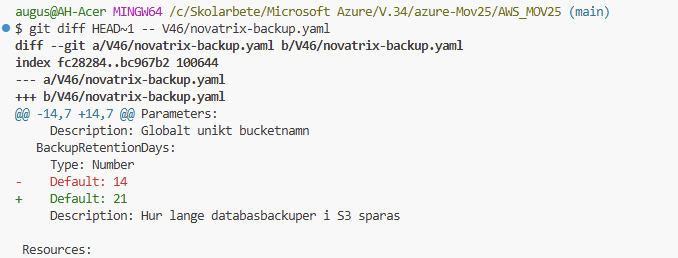 augus@AH-Acer MINGW64 /c/Skolarbete/Microsoft Azure/V.34/azure-Mov25/AWS_MOV25 (main)
$ git diff HEAD~1 -- V46/novatrix-backup.yaml
diff --git a/V46/novatrix-backup.yaml b/V46/novatrix-backup.yaml
index fc28284..bc967b2 100644
--- a/V46/novatrix-backup.yaml
+++ b/V46/novatrix-backup.yaml
@@ -14,7 +14,7 @@ Parameters:
     Description: Globalt unikt bucketnamn
   BackupRetentionDays:
     Type: Number
-    Default: 14
+    Default: 21
     Description: Hur lange databasbackuper i S3 sparas
 Resources: